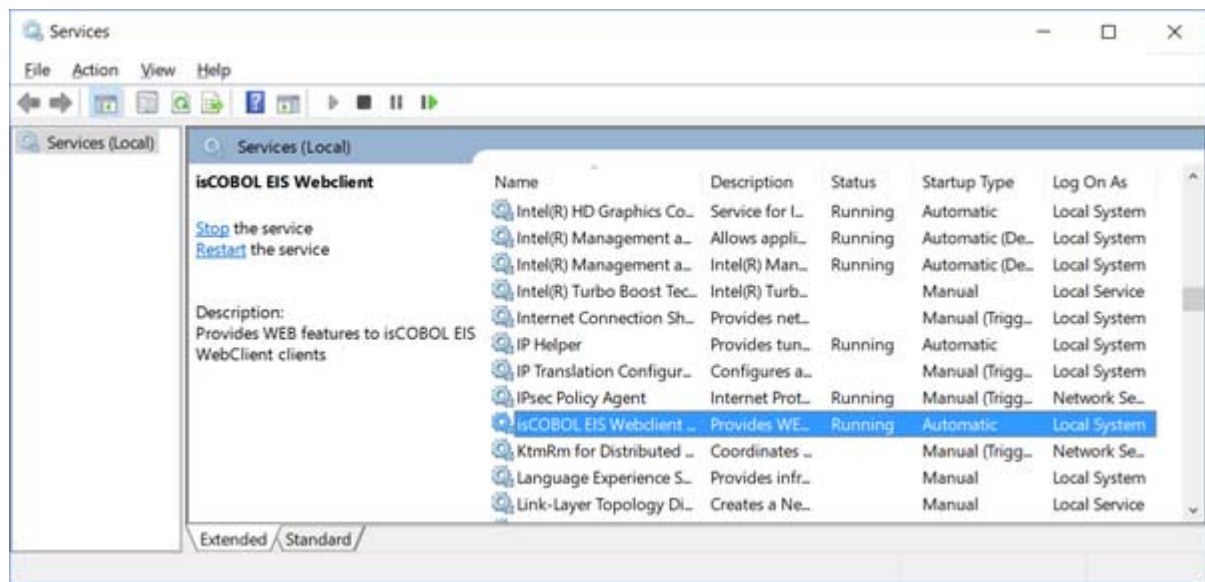 Services
File Action View Help
Services (Local)
Services (Local)
isCOBOL EIS Webclient
Stop the service
Restart the service
Description:
Provides WEB features to isCOBOL EIS
WebClient clients
Name Description Status Startup Type Log On As
Intel(R) HD Graphics Co... Service for I... Running Automatic Local System
Intel(R) Management a... Allows appli... Running Automatic (De... Local System
Intel(R) Management a... Intel(R) Man... Running Automatic (De... Local System
Intel(R) Turbo Boost Tec... Intel(R) Turb... Manual Local Service
Internet Connection Sh... Provides net... Manual (Trigg... Local System
IP Helper Provides tun... Running Automatic Local System
IP Translation Configur... Configures a... Manual (Trigg... Local System
IPsec Policy Agent Internet Prot... Running Manual (Trigg... Network Se...
isCOBOL EIS Webclient ... Provides WE... Running Automatic Local System
KtmRm for Distributed ... Coordinates ... Manual (Trigg... Network Se...
Language Experience S... Provides infr... Manual Local System
Link-Layer Topology Di... Creates a Ne... Manual Local Service
Extended Standard